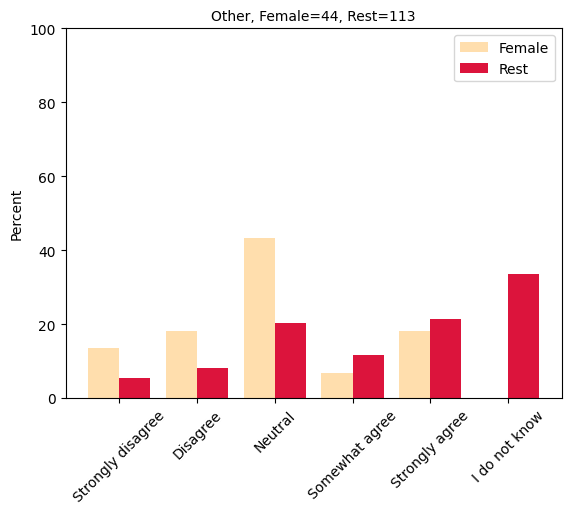 Other, Female=44, Rest=113
Female
Rest
Percent
100
80
60
40
20
0
Strongly disagree
Disagree
Neutral
Somewhat agree
Strongly agree
I do not know